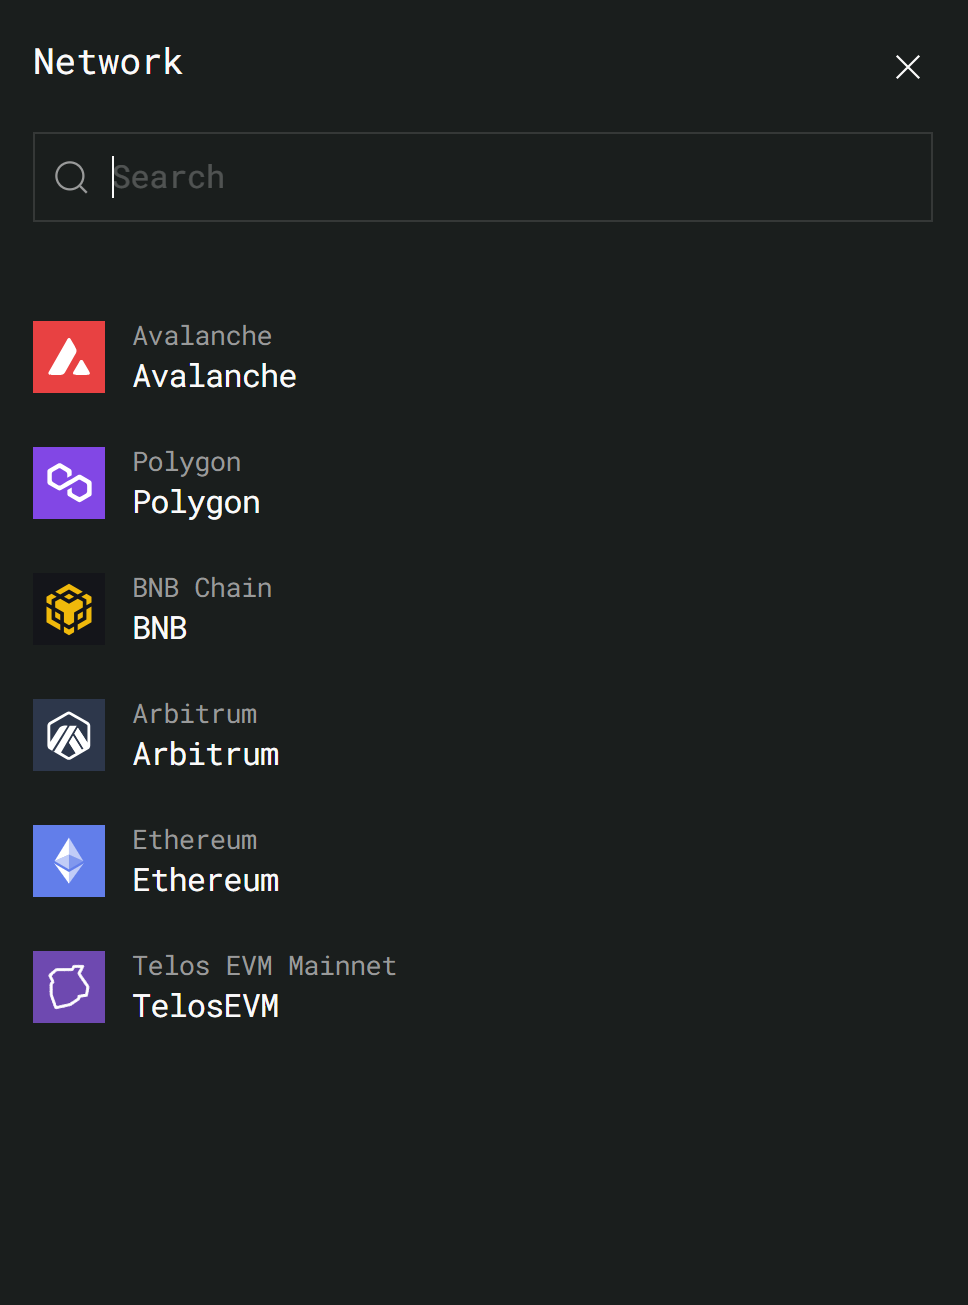 Network
Search
Avalanche
Avalanche
Polygon
Polygon
BNB Chain
BNB
Arbitrum
Arbitrum
Ethereum
Ethereum
Telos EVM Mainnet
TelosEVM